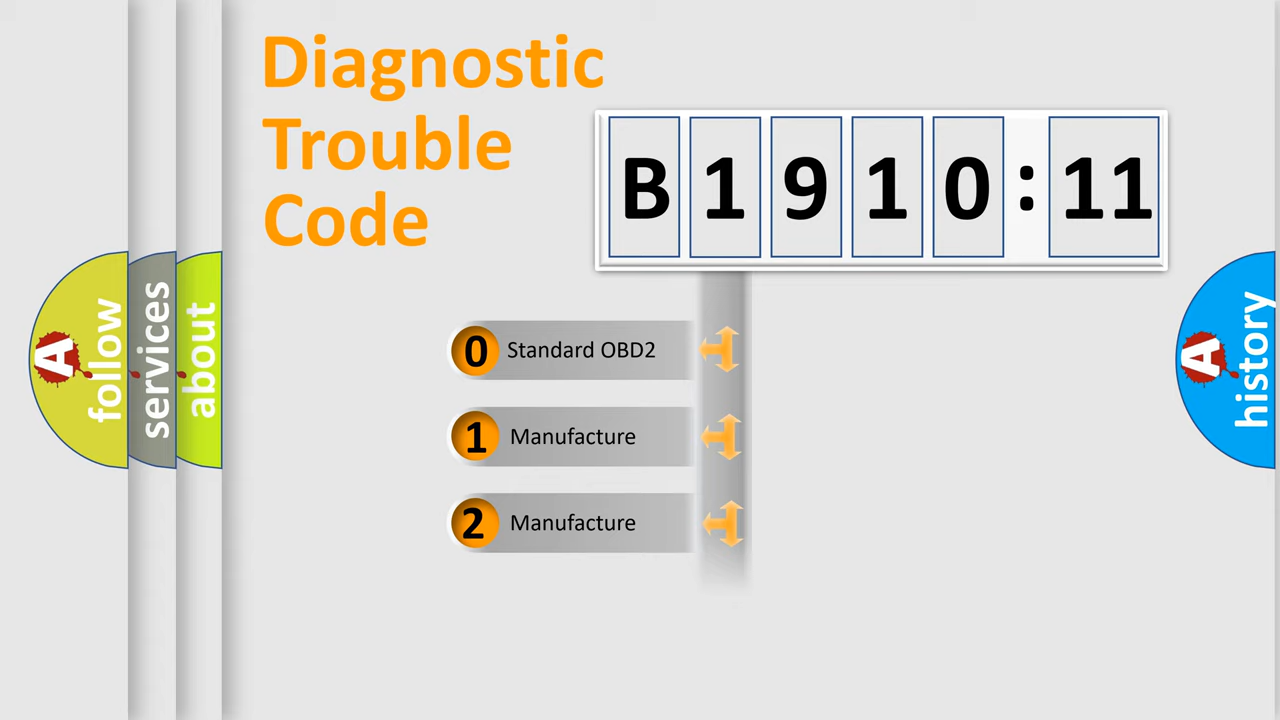 Diagnostic
Trouble
Code
B 1 9 1 0 : 11
0 Standard OBD2
1 Manufacture
2 Manufacture
A follow
services
about
A history